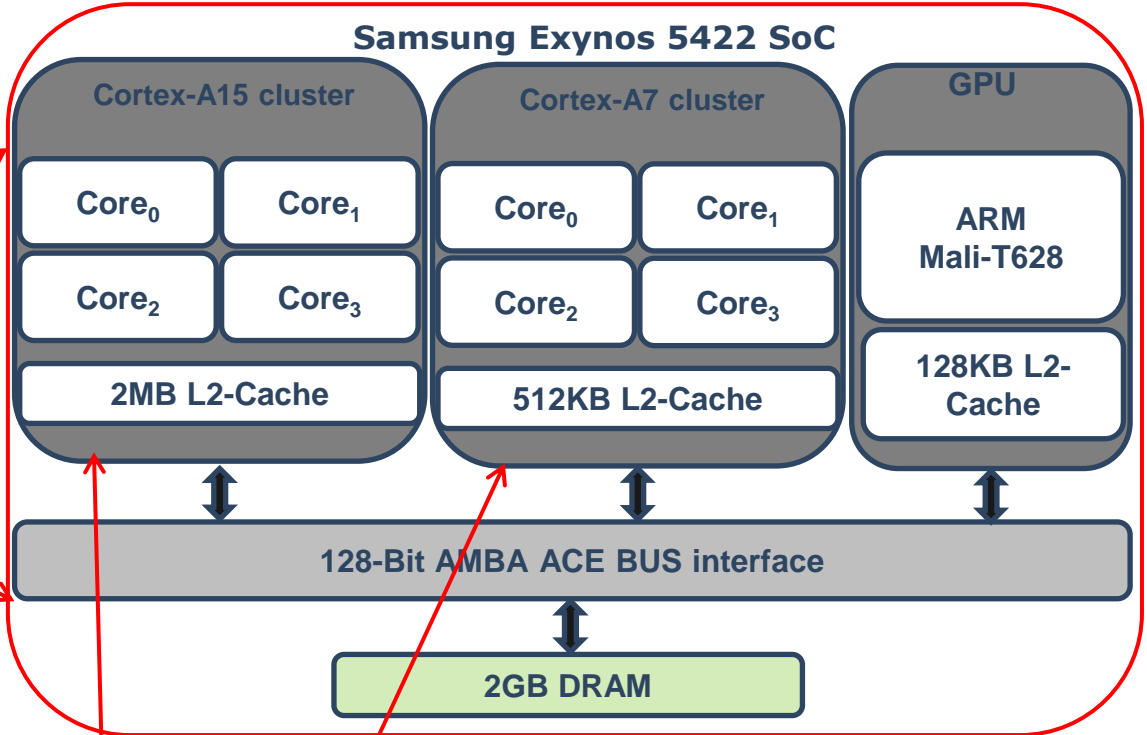 Samsung Exynos 5422 SoC
Cortex-A15 cluster
Core₀
Core₁
Core₂
Core₃
2MB L2-Cache
Cortex-A7 cluster
Core₀
Core₁
Core₂
Core₃
512KB L2-Cache
GPU
ARM
Mali-T628
128KB L2-
Cache
128-Bit AMBA ACE BUS interface
2GB DRAM